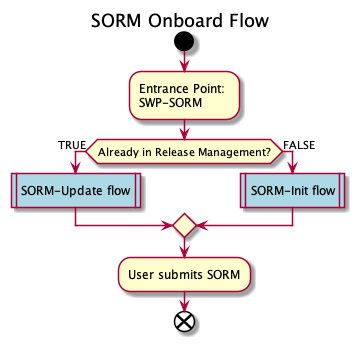 SORM Onboard Flow
Entrance Point:
SWP-SORM
Already in Release Management?
TRUE
FALSE
SORM-Update flow
SORM-Init flow
User submits SORM